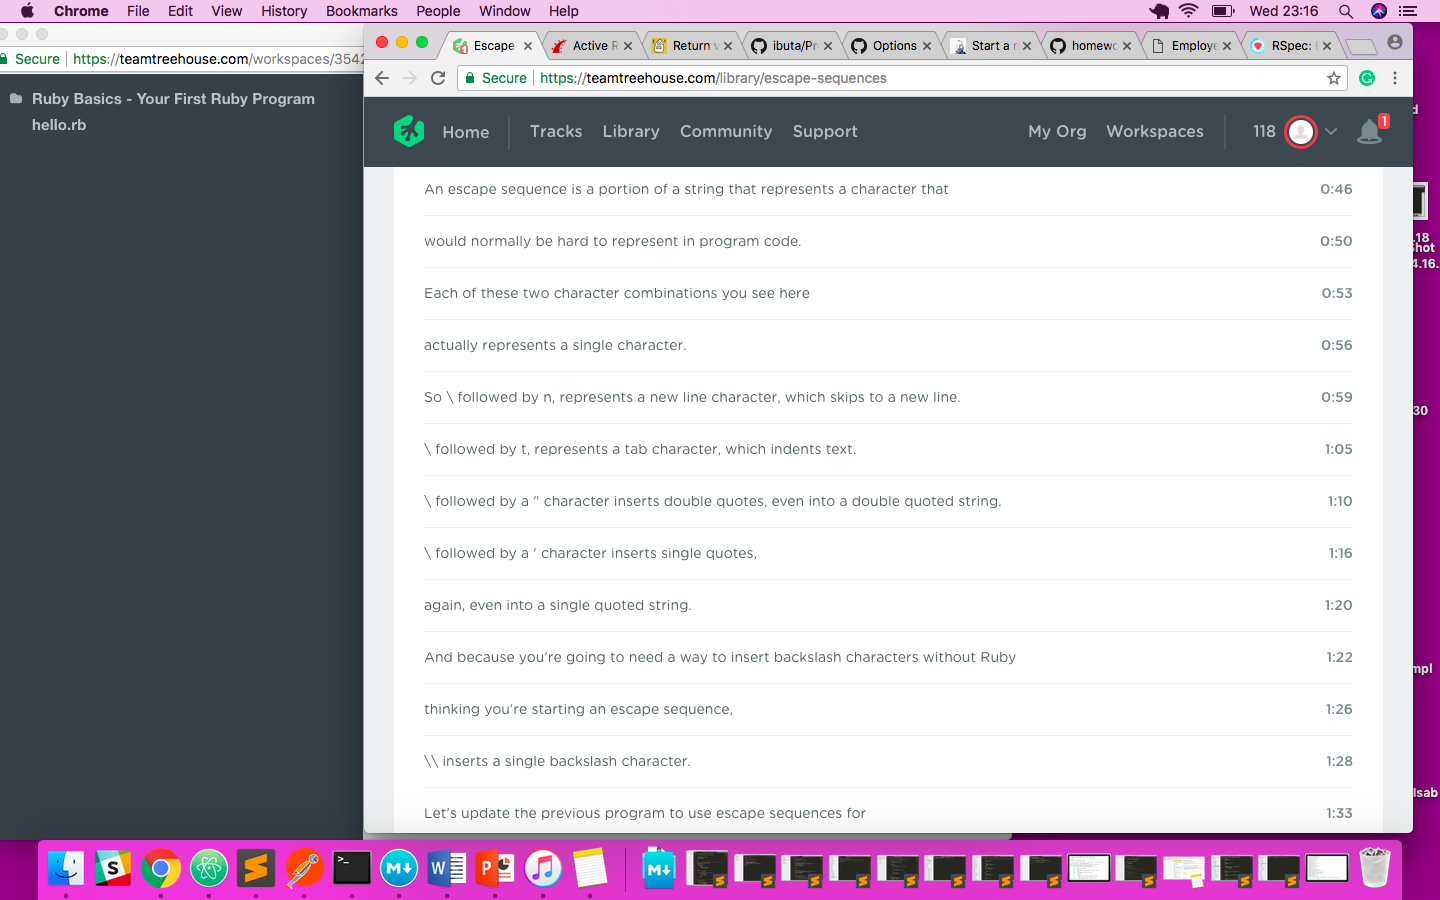 Chrome File Edit View History Bookmarks People Window Help Wed 23:16
Secure https://teamtreehouse.com/workspaces/3542
Ruby Basics - Your First Ruby Program
hello.rb
Escape Active R Return v ibuta/Pr Options Start a r homewo Employe RSpec:
Secure https://teamtreehouse.com/library/escape-sequences
Home Tracks Library Community Support My Org Workspaces 118 1
An escape sequence is a portion of a string that represents a character that 0:46
would normally be hard to represent in program code. 0:50
Each of these two character combinations you see here 0:53
actually represents a single character. 0:56
So \ followed by n, represents a new line character, which skips to a new line. 0:59
\ followed by t, represents a tab character, which indents text. 1:05
\ followed by a " character inserts double quotes, even into a double quoted string. 1:10
\ followed by a ' character inserts single quotes, 1:16
again, even into a single quoted string. 1:20
And because you're going to need a way to insert backslash characters without Ruby 1:22
thinking you're starting an escape sequence, 1:26
\\ inserts a single backslash character. 1:28
Let's update the previous program to use escape sequences for 1:33
d
.18
hot
4.16.
30
mpl
lsab